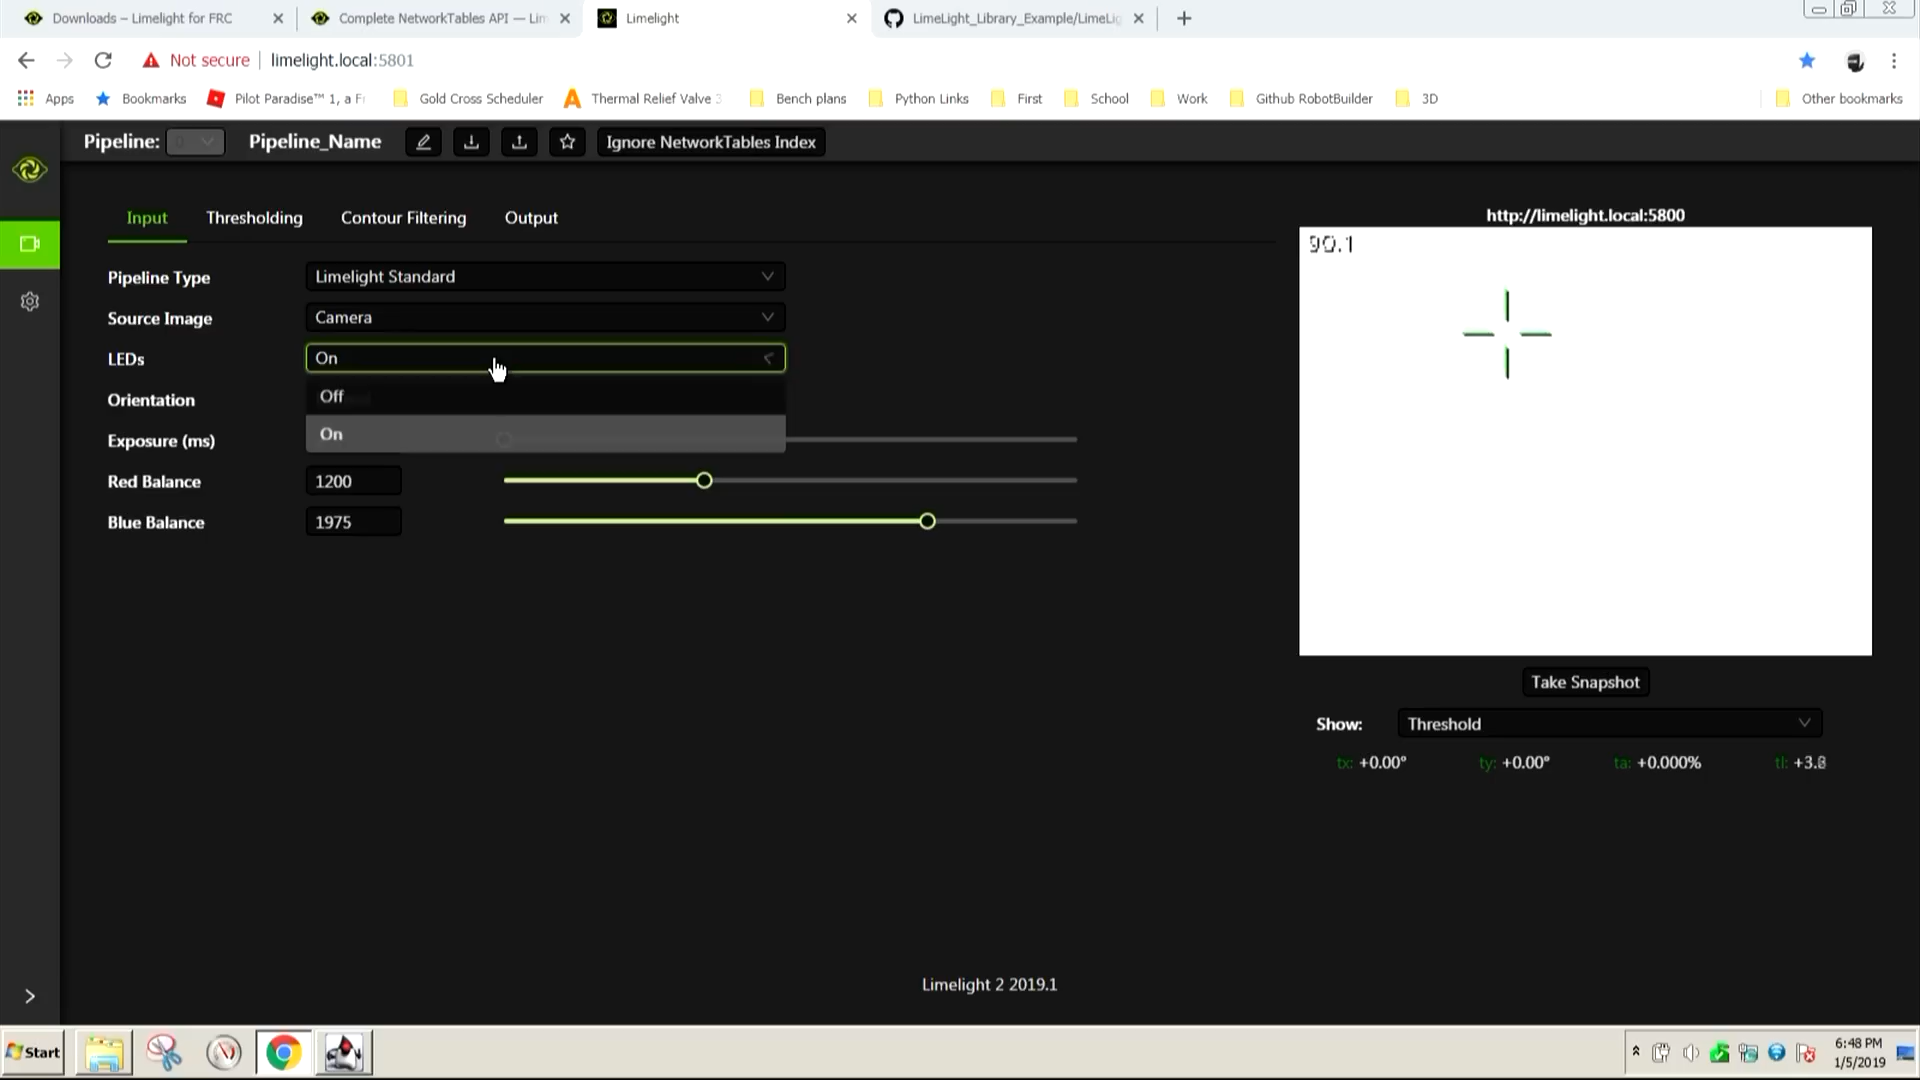 Downloads – Limelight for FRC
Complete NetworkTables API — Lim
Limelight
LimeLight_Library_Example/LimeLig
Not secure
limelight.local:5801
Apps
Bookmarks
Pilot Paradise™ 1, a Fr
Gold Cross Scheduler
Thermal Relief Valve 3
Bench plans
Python Links
First
School
Work
Github RobotBuilder
3D
Other bookmarks
Pipeline:
Pipeline_Name
Ignore NetworkTables Index
Input
Thresholding
Contour Filtering
Output
Pipeline Type
Limelight Standard
Source Image
Camera
LEDs
On
Off
On
Orientation
Exposure (ms)
Red Balance
1200
Blue Balance
1975
http://limelight.local:5800
90.1
Take Snapshot
Show:
Threshold
tx: +0.00°
ty: +0.00°
ta: +0.000%
tl: +3.8
Limelight 2 2019.1
Start
6:48 PM
1/5/2019